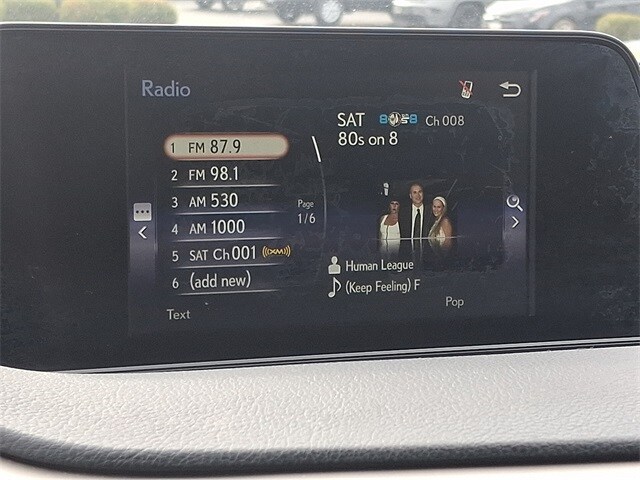 Radio
1 FM 87.9
2 FM 98.1
3 AM 530
4 AM 1000
5 SAT Ch 001 ((XM))
6 (add new)
Page
1/6
SAT Ch 008
80s on 8
Human League
(Keep Feeling) F
Text
Pop